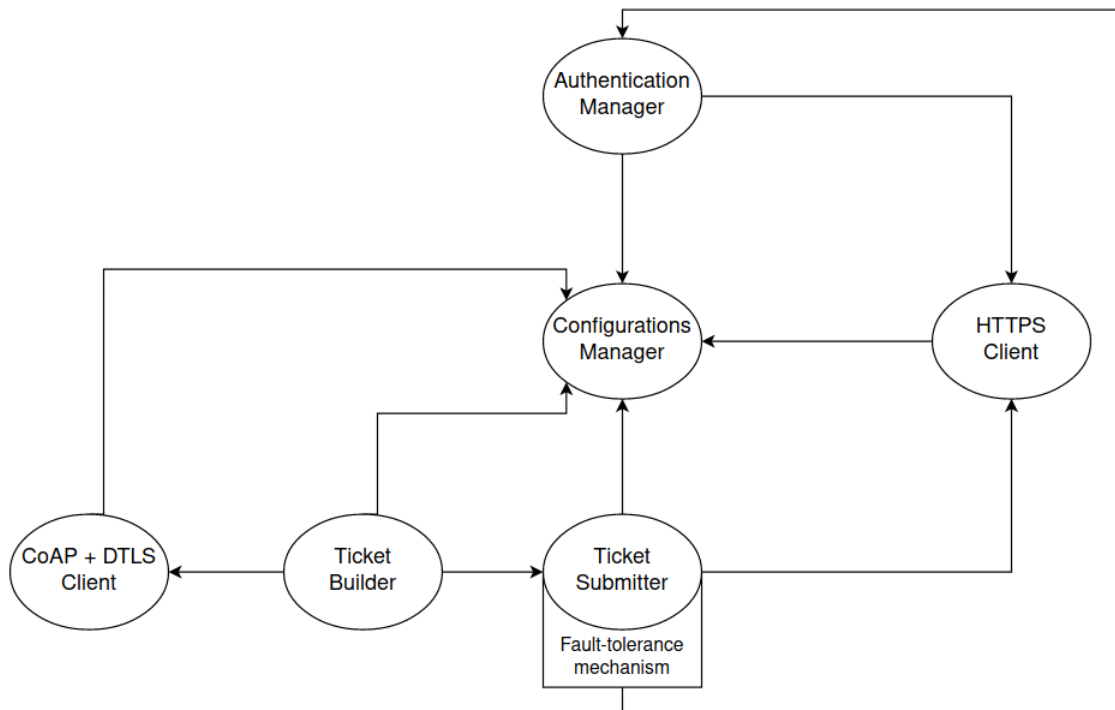 Authentication
Manager
Configurations
Manager
HTTPS
Client
CoAP + DTLS
Client
Ticket
Builder
Ticket
Submitter
Fault-tolerance
mechanism